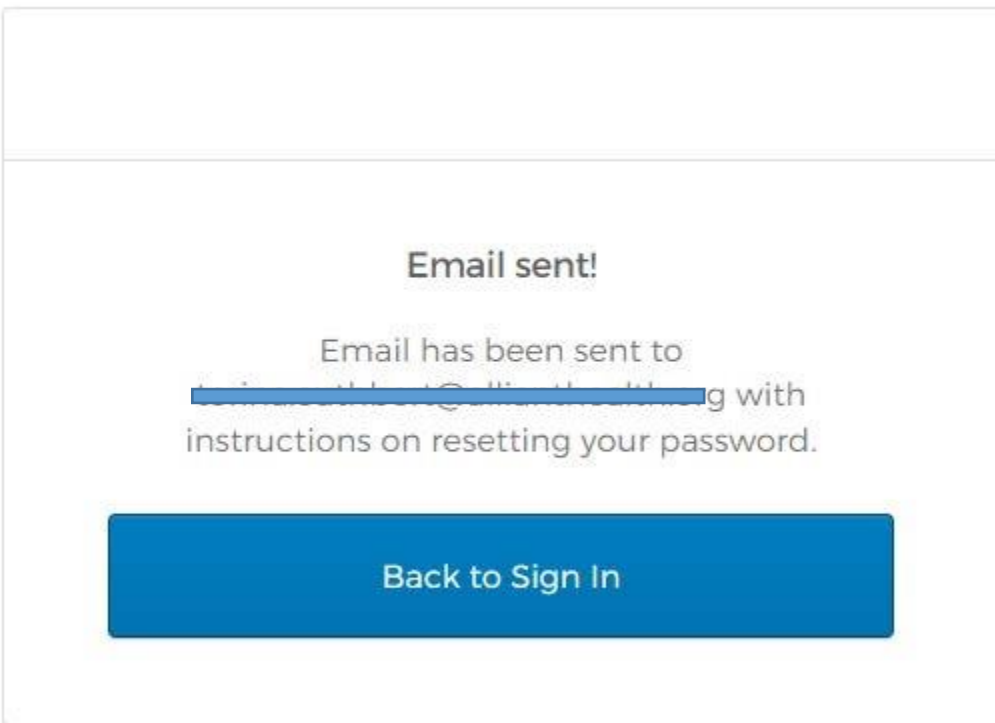 Email sent!
Email has been sent to
g with
instructions on resetting your password.
Back to Sign In